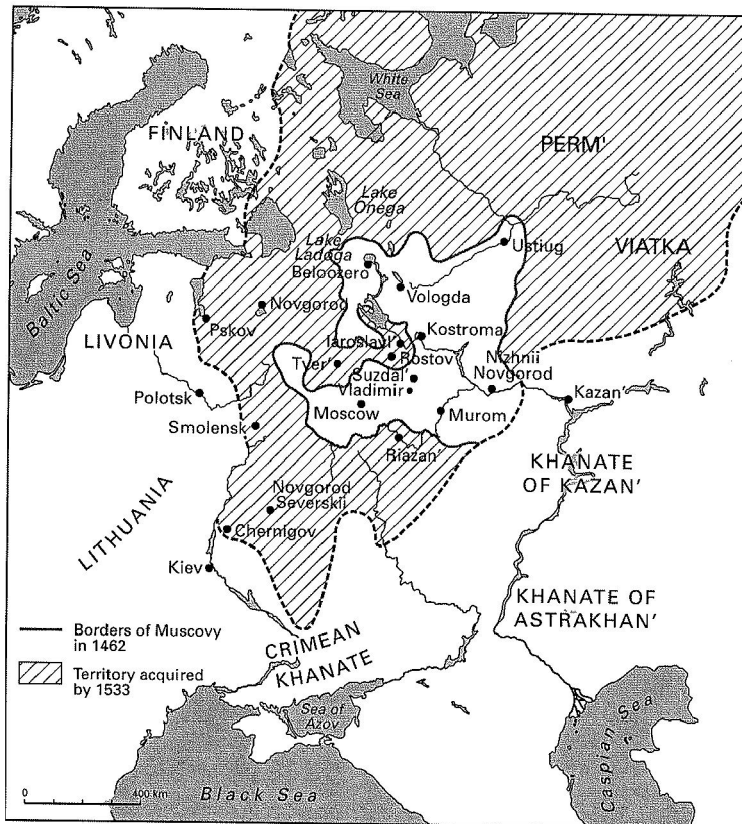 White
Sea
FINLAND
PERM'
Lake
Onega
Lake
Ladoga
Beloozero
Ustiug
VIATKA
Baltic Sea
Vologda
Novgorod
Pskov
Kostroma
LIVONIA
Iaroslavl'
Rostov
Tver'
Nizhnii
Novgorod
Suzdal'
Vladimir
Polotsk
Moscow
Murom
Kazan'
Smolensk
Riazan'
KHANATE
OF KAZAN'
LITHUANIA
Novgorod
Severskii
Chernigov
Kiev
KHANATE OF
ASTRAKHAN'
Borders of Muscovy
in 1462
CRIMEAN
KHANATE
Territory acquired
by 1533
Sea of
Azov
Caspian Sea
0 400 km
Black Sea